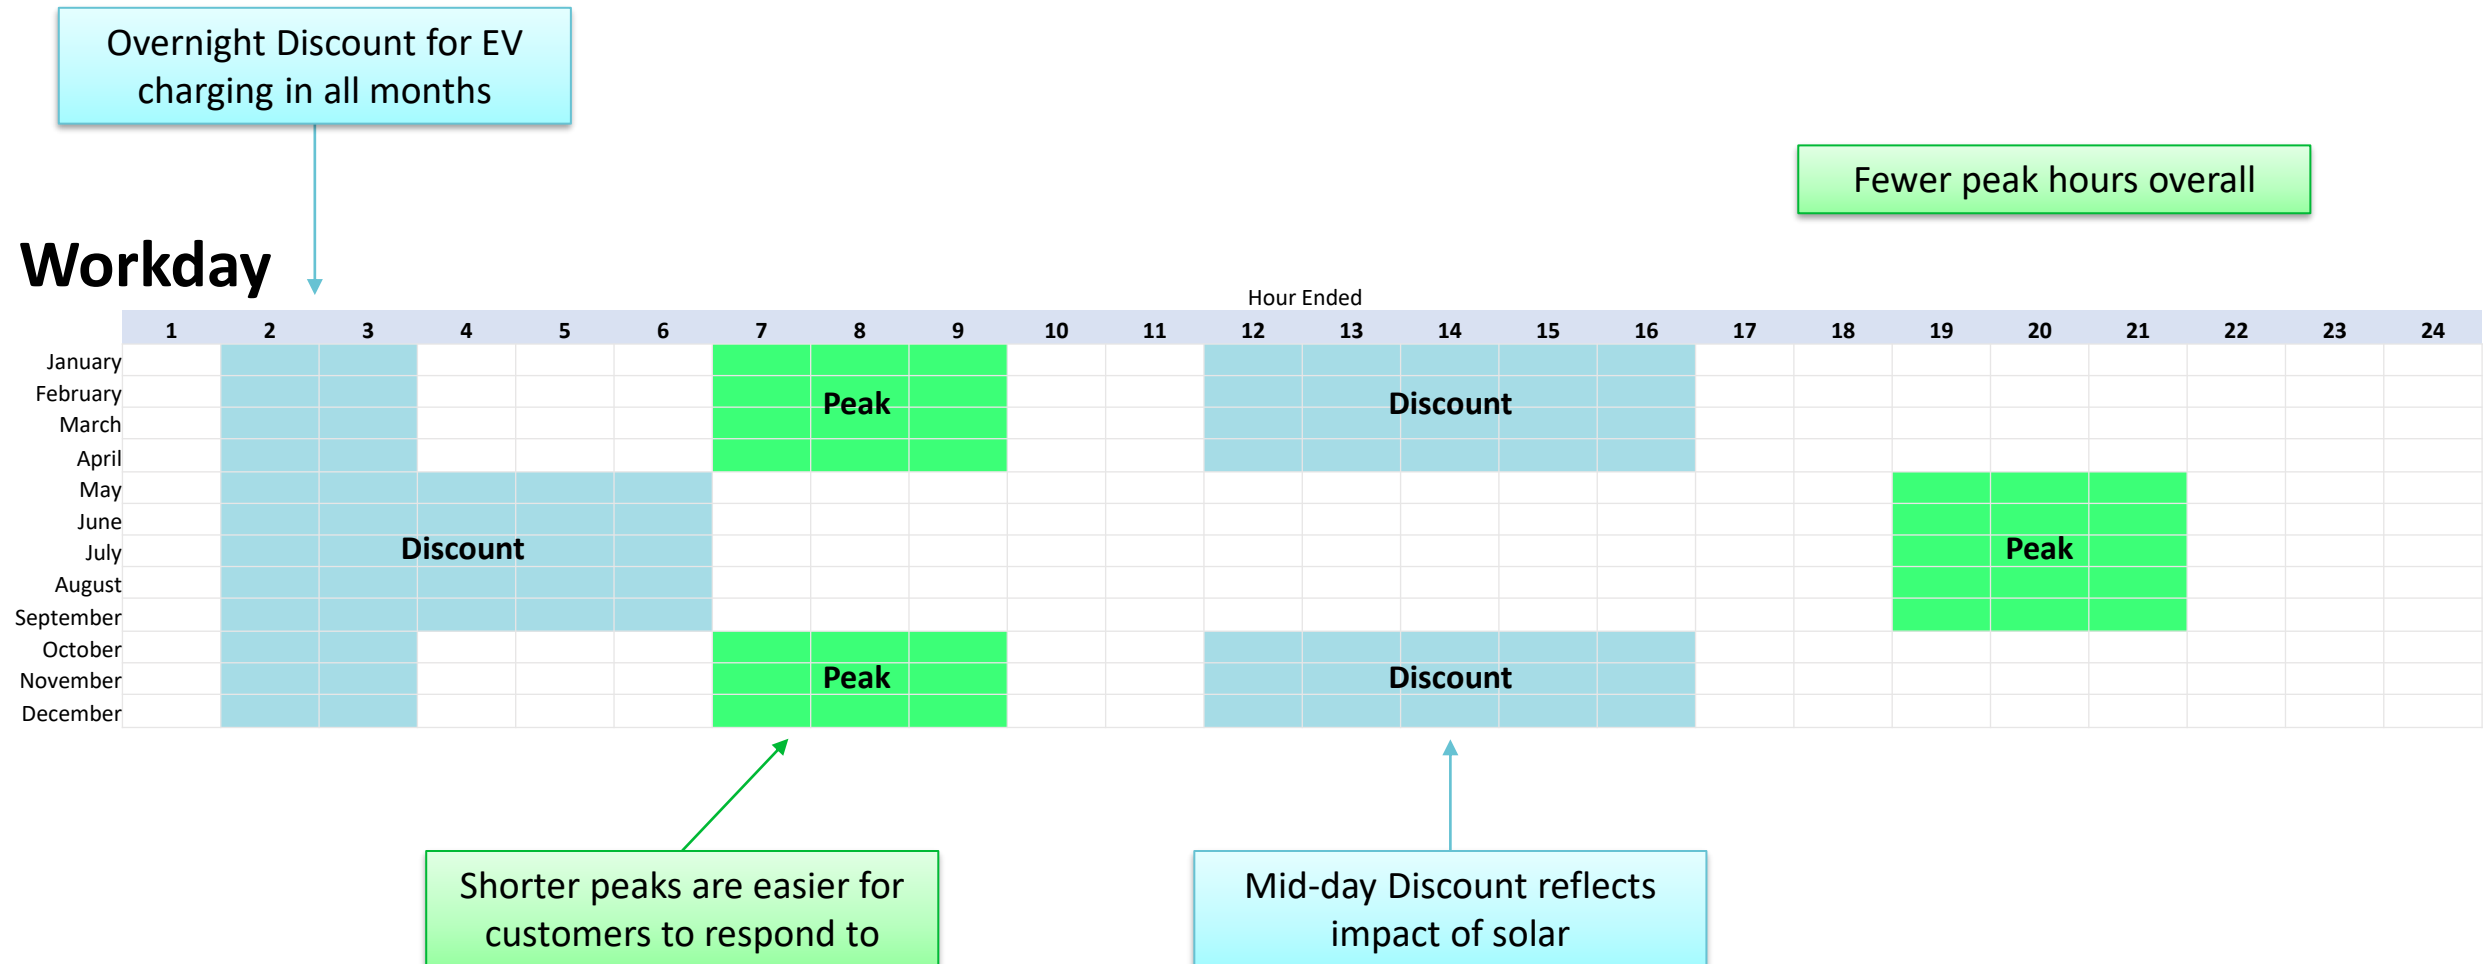 Overnight Discount for EV
charging in all months
Fewer peak hours overall
Workday
Hour Ended
1 2 3 4 5 6 7 8 9 10 11 12 13 14 15 16 17 18 19 20 21 22 23 24
January
February
Peak Discount
March
April
May
June
July Discount Peak
August
September
October
November Peak Discount
December
Shorter peaks are easier for
customers to respond to
Mid-day Discount reflects
impact of solar